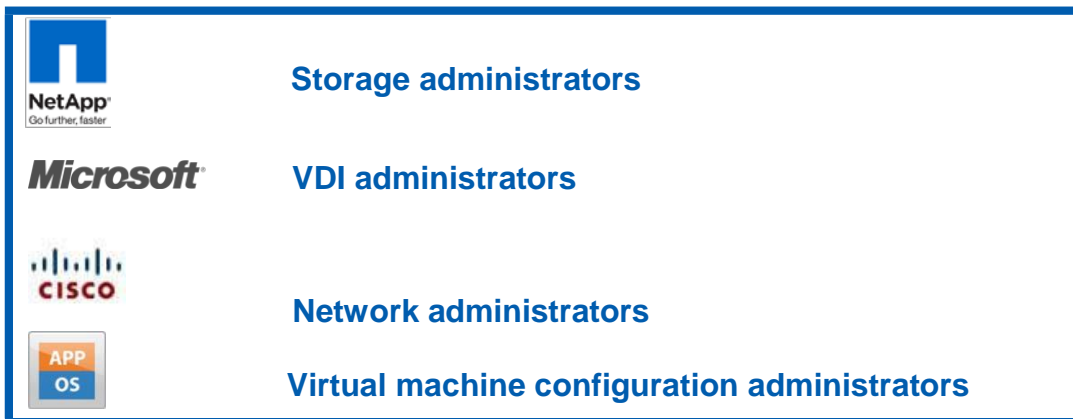 NetApp®
Go further, faster
Storage administrators
Microsoft®
VDI administrators
CISCO
Network administrators
APP
OS
Virtual machine configuration administrators